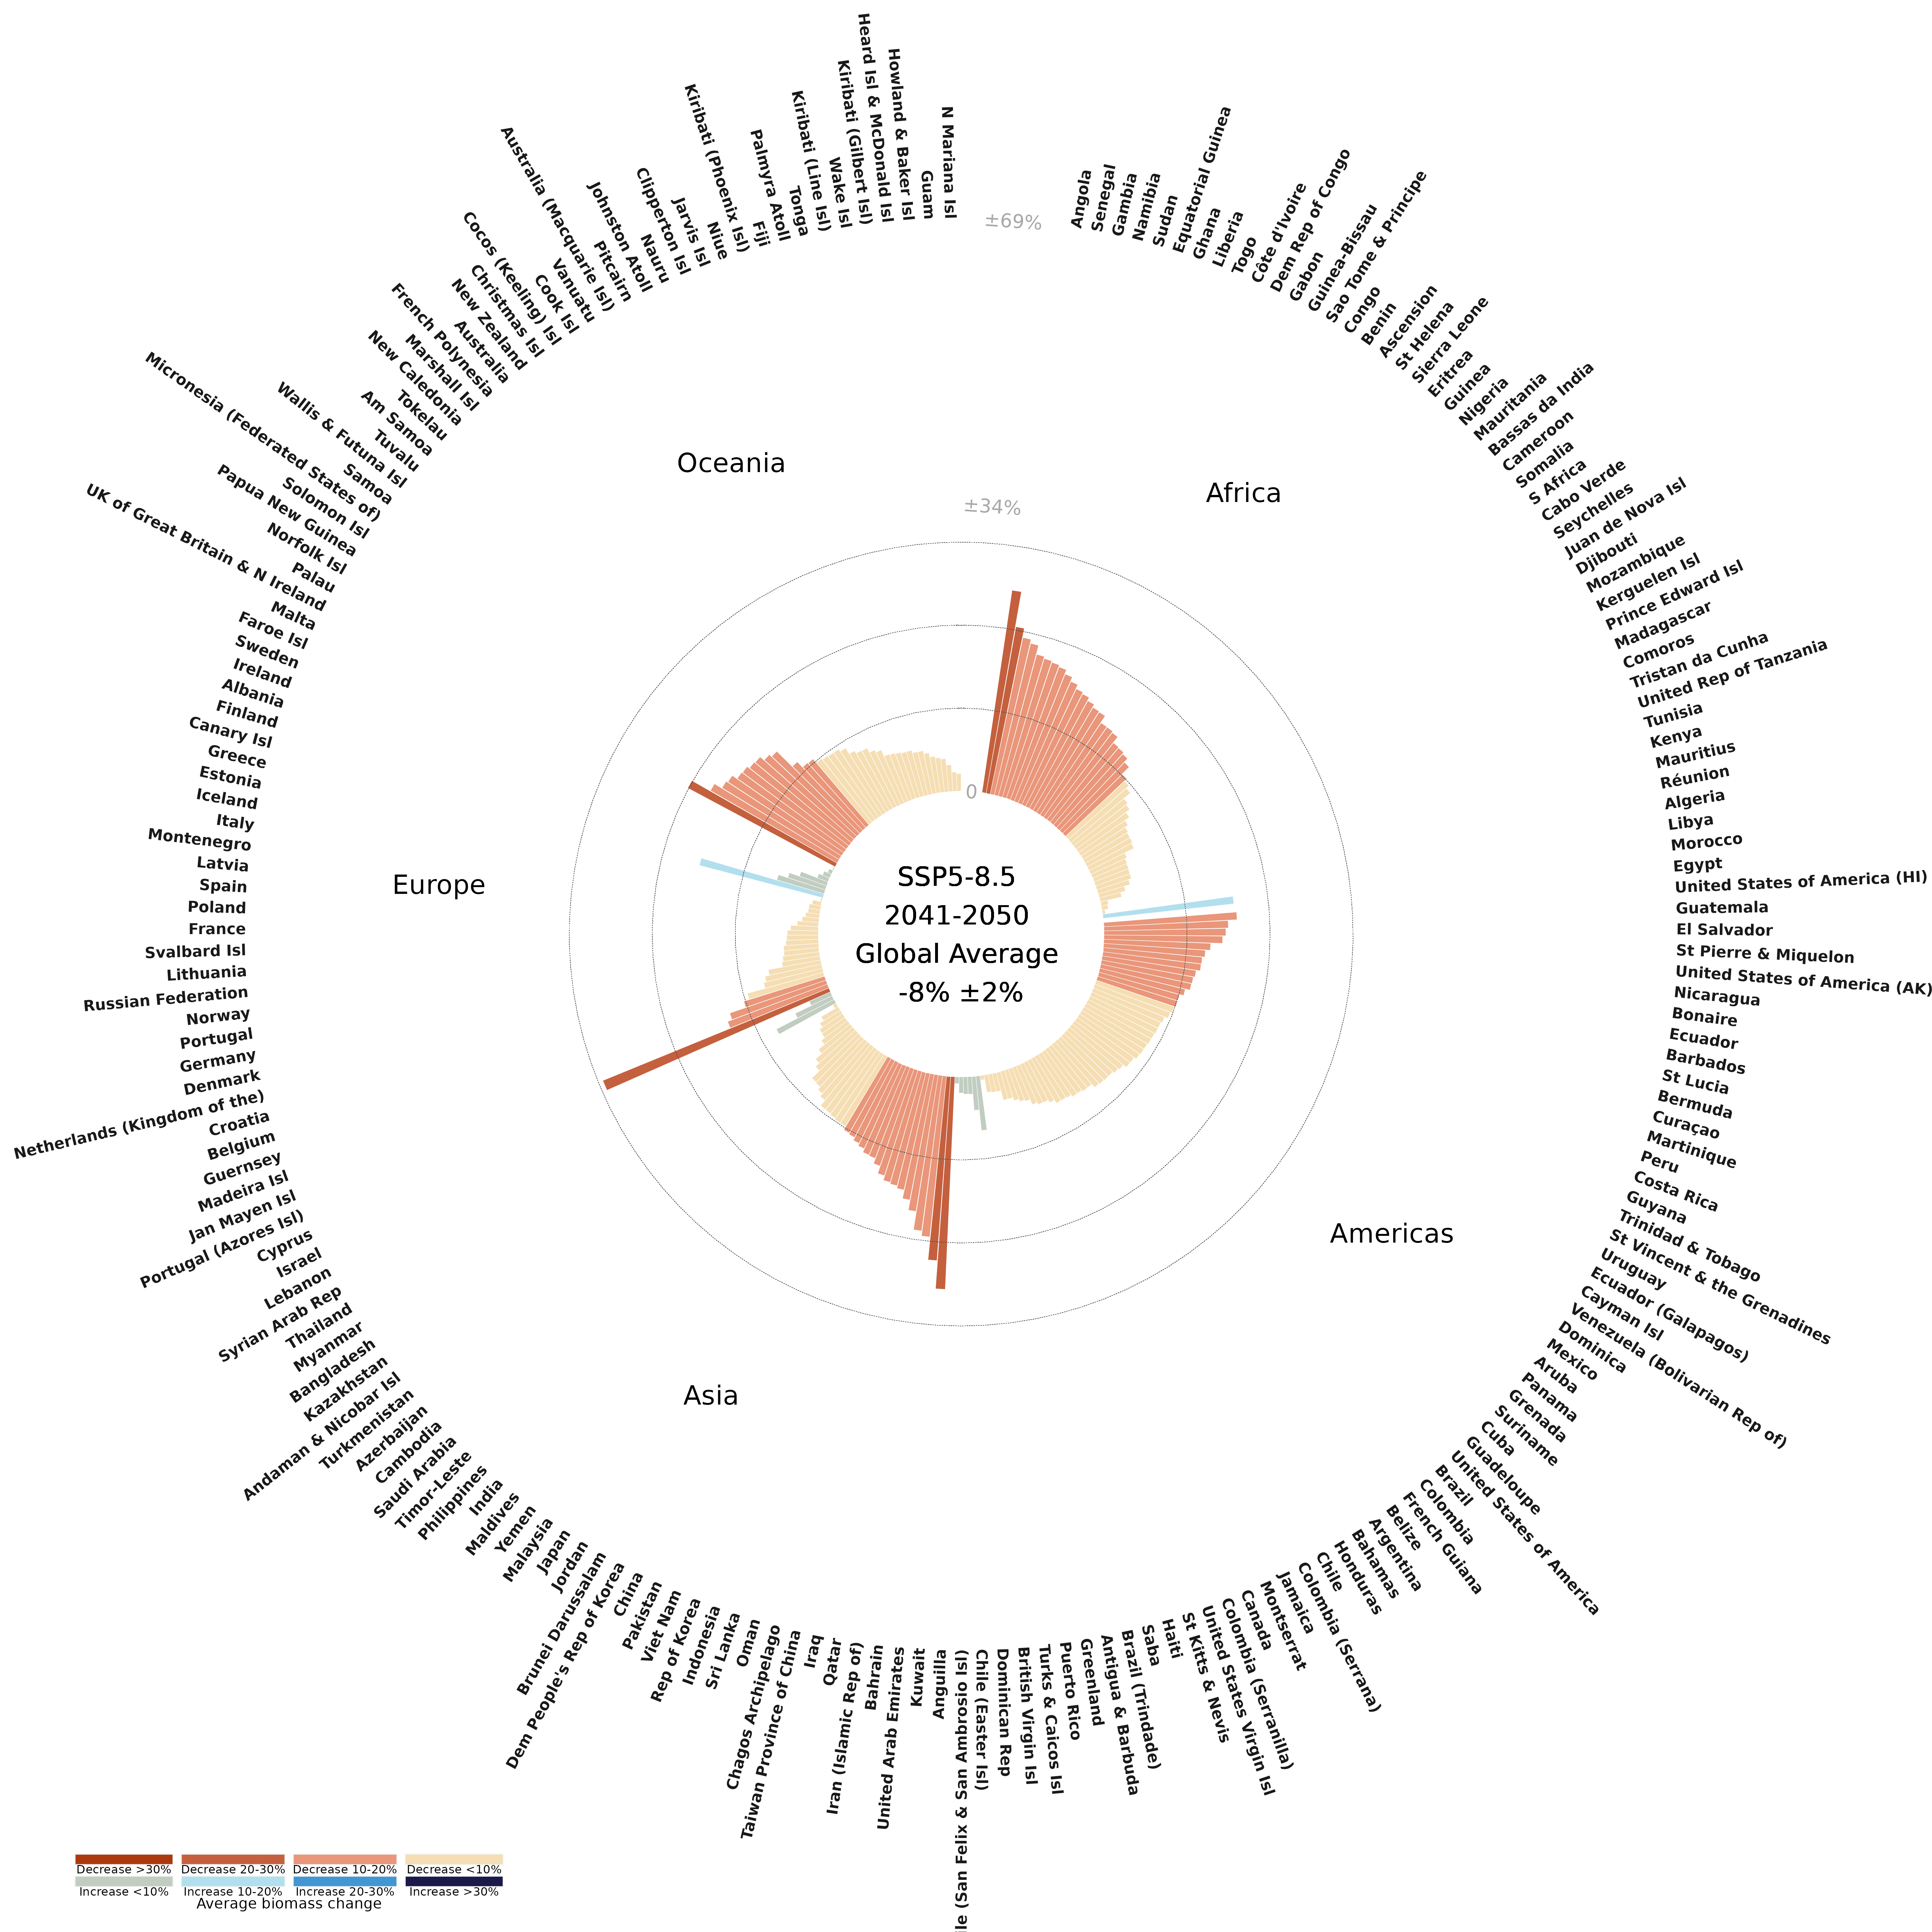 SSP5-8.5
2041-2050
Global Average
-8% ±2%
0
±34%
±69%
Africa
Angola
Senegal
Gambia
Namibia
Sudan
Equatorial Guinea
Ghana
Liberia
Togo
Côte d'Ivoire
Dem Rep of Congo
Gabon
Guinea-Bissau
Sao Tome & Principe
Congo
Benin
Ascension
St Helena
Sierra Leone
Eritrea
Guinea
Nigeria
Mauritania
Bassas da India
Cameroon
Somalia
S Africa
Cabo Verde
Seychelles
Juan de Nova Isl
Djibouti
Mozambique
Kerguelen Isl
Prince Edward Isl
Madagascar
Comoros
Tristan da Cunha
United Rep of Tanzania
Tunisia
Kenya
Mauritius
Réunion
Algeria
Libya
Morocco
Egypt
Americas
United States of America (HI)
Guatemala
El Salvador
St Pierre & Miquelon
United States of America (AK)
Nicaragua
Bonaire
Ecuador
Barbados
St Lucia
Bermuda
Curaçao
Martinique
Peru
Costa Rica
Guyana
Trinidad & Tobago
St Vincent & the Grenadines
Uruguay
Ecuador (Galapagos)
Cayman Isl
Venezuela (Bolivarian Rep of)
Dominica
Mexico
Aruba
Panama
Grenada
Suriname
Cuba
Guadeloupe
United States of America
Brazil
Colombia
French Guiana
Belize
Argentina
Bahamas
Honduras
Chile
Colombia (Serrana)
Jamaica
Montserrat
Canada
Colombia (Serranilla)
United States Virgin Isl
St Kitts & Nevis
Haiti
Saba
Brazil (Trindade)
Antigua & Barbuda
Greenland
Puerto Rico
Turks & Caicos Isl
British Virgin Isl
Dominican Rep
Chile (Easter Isl)
le (San Felix & San Ambrosio Isl)
Anguilla
Asia
Kuwait
United Arab Emirates
Bahrain
Iran (Islamic Rep of)
Qatar
Iraq
Taiwan Province of China
Chagos Archipelago
Oman
Sri Lanka
Indonesia
Rep of Korea
Viet Nam
Pakistan
China
Dem People's Rep of Korea
Brunei Darussalam
Jordan
Japan
Malaysia
Yemen
Maldives
India
Philippines
Timor-Leste
Saudi Arabia
Cambodia
Azerbaijan
Turkmenistan
Andaman & Nicobar Isl
Kazakhstan
Bangladesh
Myanmar
Thailand
Syrian Arab Rep
Lebanon
Israel
Cyprus
Europe
Portugal (Azores Isl)
Jan Mayen Isl
Madeira Isl
Guernsey
Belgium
Croatia
Netherlands (Kingdom of the)
Denmark
Germany
Portugal
Norway
Russian Federation
Lithuania
Svalbard Isl
France
Poland
Spain
Latvia
Montenegro
Italy
Iceland
Estonia
Greece
Canary Isl
Finland
Albania
Ireland
Sweden
Faroe Isl
Malta
UK of Great Britain & N Ireland
Oceania
Palau
Norfolk Isl
Papua New Guinea
Solomon Isl
Micronesia (Federated States of)
Samoa
Wallis & Futuna Isl
Tuvalu
Am Samoa
Tokelau
New Caledonia
Marshall Isl
French Polynesia
Australia
New Zealand
Christmas Isl
Cocos (Keeling) Isl
Cook Isl
Vanuatu
Australia (Macquarie Isl)
Pitcairn
Johnston Atoll
Nauru
Clipperton Isl
Jarvis Isl
Niue
Kiribati (Phoenix Isl)
Fiji
Palmyra Atoll
Tonga
Kiribati (Line Isl)
Wake Isl
Kiribati (Gilbert Isl)
Heard Isl & McDonald Isl
Howland & Baker Isl
Guam
N Mariana Isl
Decrease >30%
Decrease 20-30%
Decrease 10-20%
Decrease <10%
Increase <10%
Increase 10-20%
Increase 20-30%
Increase >30%
Average biomass change